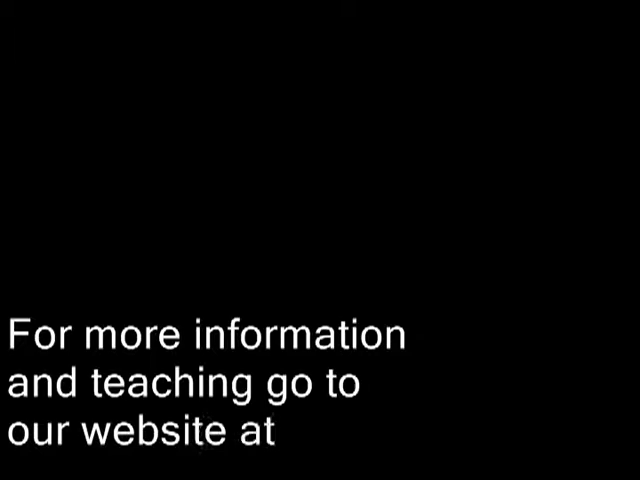 For more information
and teaching go to
our website at